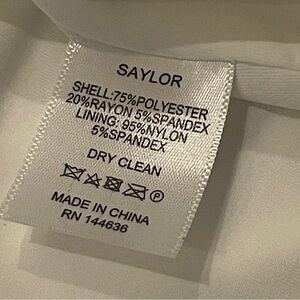 SAYLOR
SHELL:75%POLYESTER
20%RAYON 5%SPANDEX
LINING: 95%NYLON
5%SPANDEX
DRY CLEAN
P
MADE IN CHINA
RN 144636